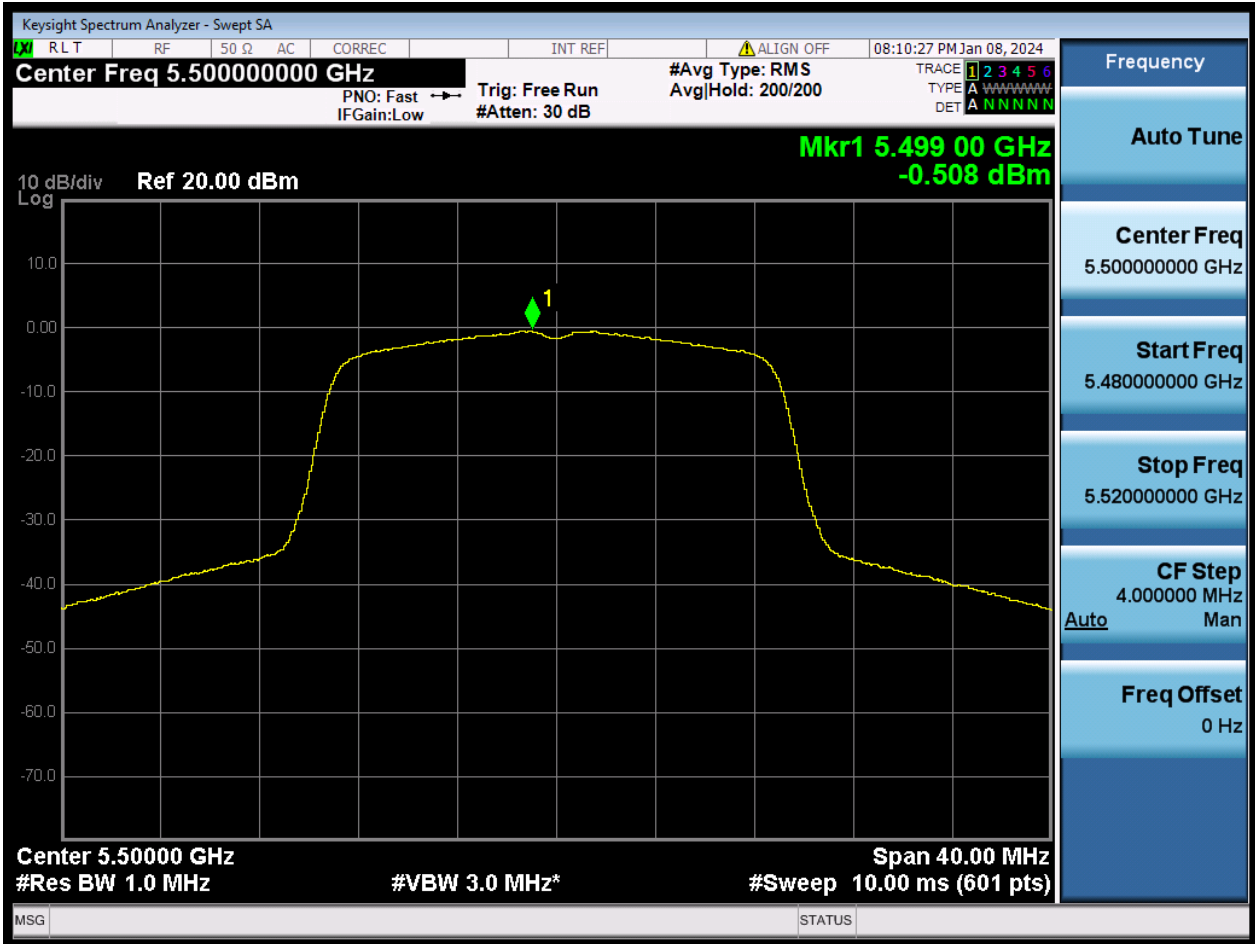 Keysight Spectrum Analyzer - Swept SA
LXI RLT RF 50 Ω AC CORREC INT REF ALIGN OFF 08:10:27 PM Jan 08, 2024
Center Freq 5.500000000 GHz
PNO: Fast
IFGain:Low
Trig: Free Run
#Atten: 30 dB
#Avg Type: RMS
Avg|Hold: 200/200
TRACE 1 2 3 4 5 6
TYPE A WWWWW
DET A N N N N N
Mkr1 5.499 00 GHz
-0.508 dBm
10 dB/div Ref 20.00 dBm
Log
1
10.0
0.00
-10.0
-20.0
-30.0
-40.0
-50.0
-60.0
-70.0
Center 5.50000 GHz Span 40.00 MHz
#Res BW 1.0 MHz #VBW 3.0 MHz* #Sweep 10.00 ms (601 pts)
MSG STATUS
Frequency
Auto Tune
Center Freq
5.500000000 GHz
Start Freq
5.480000000 GHz
Stop Freq
5.520000000 GHz
CF Step
4.000000 MHz
Auto Man
Freq Offset
0 Hz